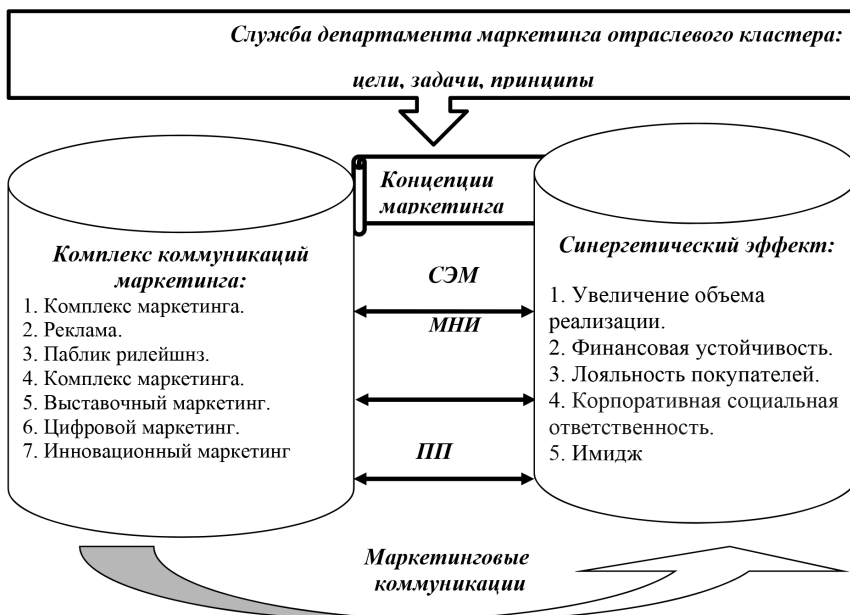 Служба департамента маркетинга отраслевого кластера:
цели, задачи, принципы
Концепции
маркетинга
Комплекс коммуникаций
маркетинга:
1. Комплекс маркетинга.
2. Реклама.
3. Паблик рилейшнз.
4. Комплекс маркетинга.
5. Выставочный маркетинг.
6. Цифровой маркетинг.
7. Инновационный маркетинг
СЭМ
МНИ
ПП
Синергетический эффект:
1. Увеличение объема
реализации.
2. Финансовая устойчивость.
3. Лояльность покупателей.
4. Корпоративная социальная
ответственность.
5. Имидж
Маркетинговые
коммуникации